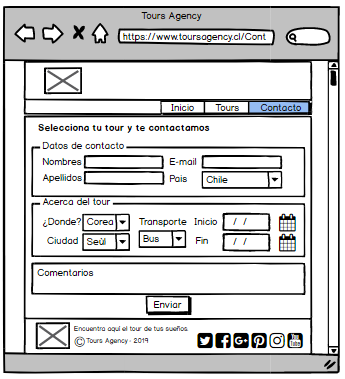 Tours Agency
https://www.toursagency.cl/Cont
Inicio Tours Contacto
Selecciona tu tour y te contactamos
Datos de contacto
Nombres E-mail
Apellidos Pais Chile
Acerca del tour
¿Donde? Corea Transporte Inicio / /
Ciudad Seúl Bus Fin / /
Comentarios
Enviar
Encuentra aquí el tour de tus sueños
© Tours Agency - 2019